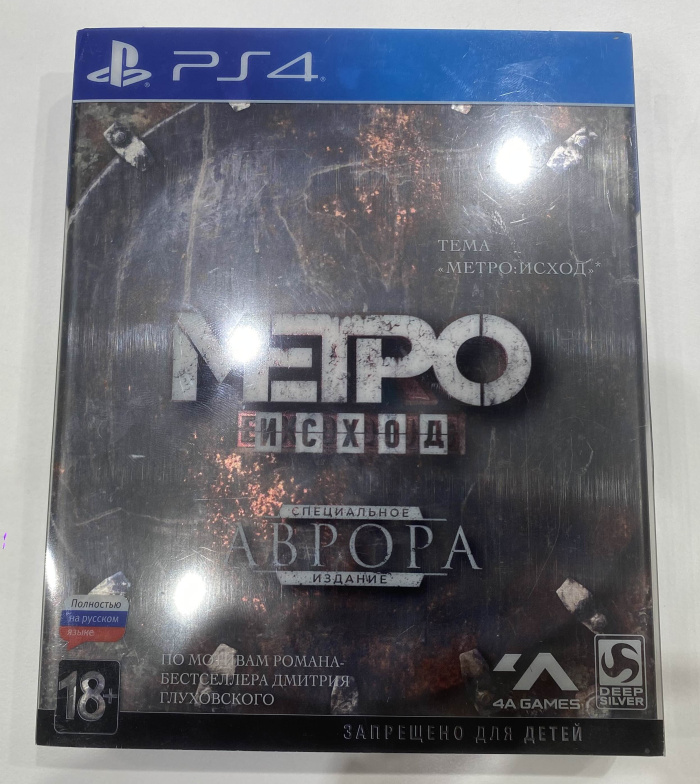 PS4
ТЕМА
«МЕТРО:ИСХОД»*
МЕТРО
ИСХОД
СПЕЦИАЛЬНОЕ
АВРОРА
ИЗДАНИЕ
Полностью
на русском
языке
18+
ПО МОТИВАМ РОМАНА-
БЕСТСЕЛЛЕРА ДМИТРИЯ
ГЛУХОВСКОГО
4A GAMES
DEEP
SILVER
ЗАПРЕЩЕНО ДЛЯ ДЕТЕЙ